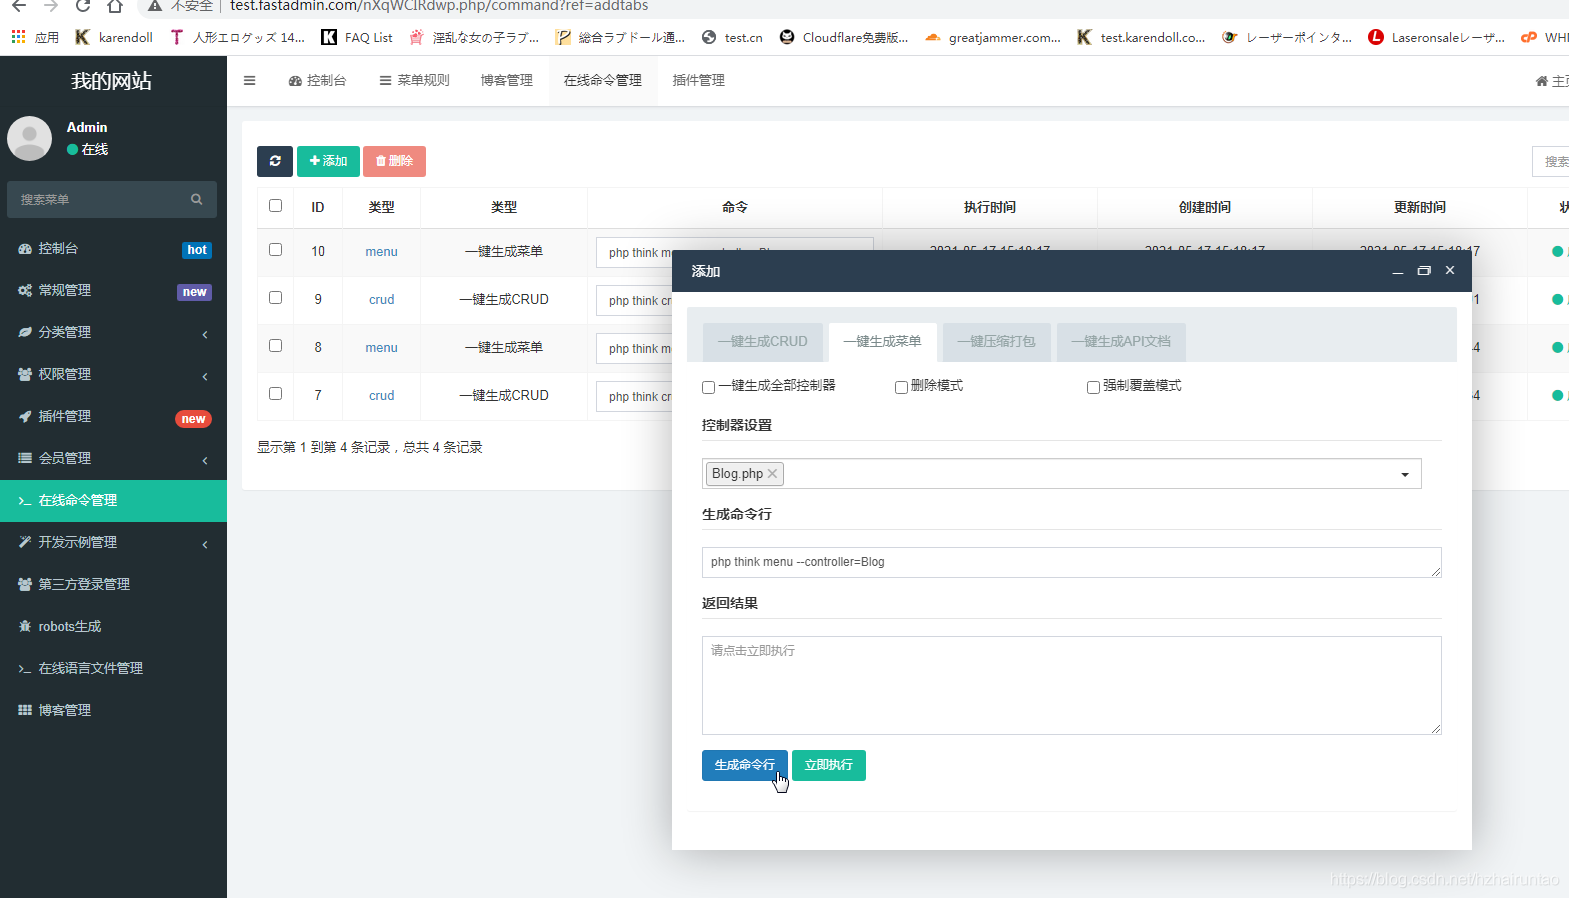 不安全 test.fastadmin.com/nXqWCIRdwp.php/command?ref=addtabs
应用 karendoll 人形エログッズ 14... FAQ List 淫乱な女の子ラブ... 総合ラブドール通... test.cn Cloudflare免费版... greatjammer.com... test.karendoll.co... レーザーポインタ... Laseronsaleレーザ...
我的网站 控制台 菜单规则 博客管理 在线命令管理 插件管理
Admin
在线
搜索菜单
控制台 hot
常规管理 new
分类管理
权限管理
插件管理 new
会员管理
在线命令管理
开发示例管理
第三方登录管理
robots生成
在线语言文件管理
博客管理
添加 删除 搜索
ID 类型 类型 命令 执行时间 创建时间 更新时间
10 menu 一键生成菜单 php think
9 crud 一键生成CRUD php think
8 menu 一键生成菜单 php think
7 crud 一键生成CRUD php think
显示第 1 到第 4 条记录，总共 4 条记录
添加
一键生成CRUD 一键生成菜单 一键压缩打包 一键生成API文档
一键生成全部控制器 删除模式 强制覆盖模式
控制器设置
Blog.php
生成命令行
php think menu --controller=Blog
返回结果
请点击立即执行
生成命令行 立即执行
https://blog.csdn.net/hzhairuntao